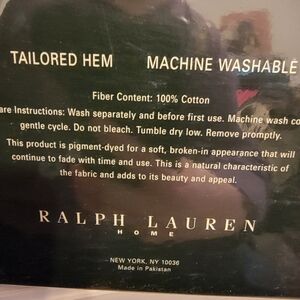 TAILORED HEM MACHINE WASHABLE
Fiber Content: 100% Cotton
are Instructions: Wash separately and before first use. Machine wash co
gentle cycle. Do not bleach. Tumble dry low. Remove promptly.
This product is pigment-dyed for a soft, broken-in appearance that will
continue to fade with time and use. This is a natural characteristic of
the fabric and adds to its beauty and appeal.
RALPH LAUREN
HOME
NEW YORK, NY 10036
Made in Pakistan